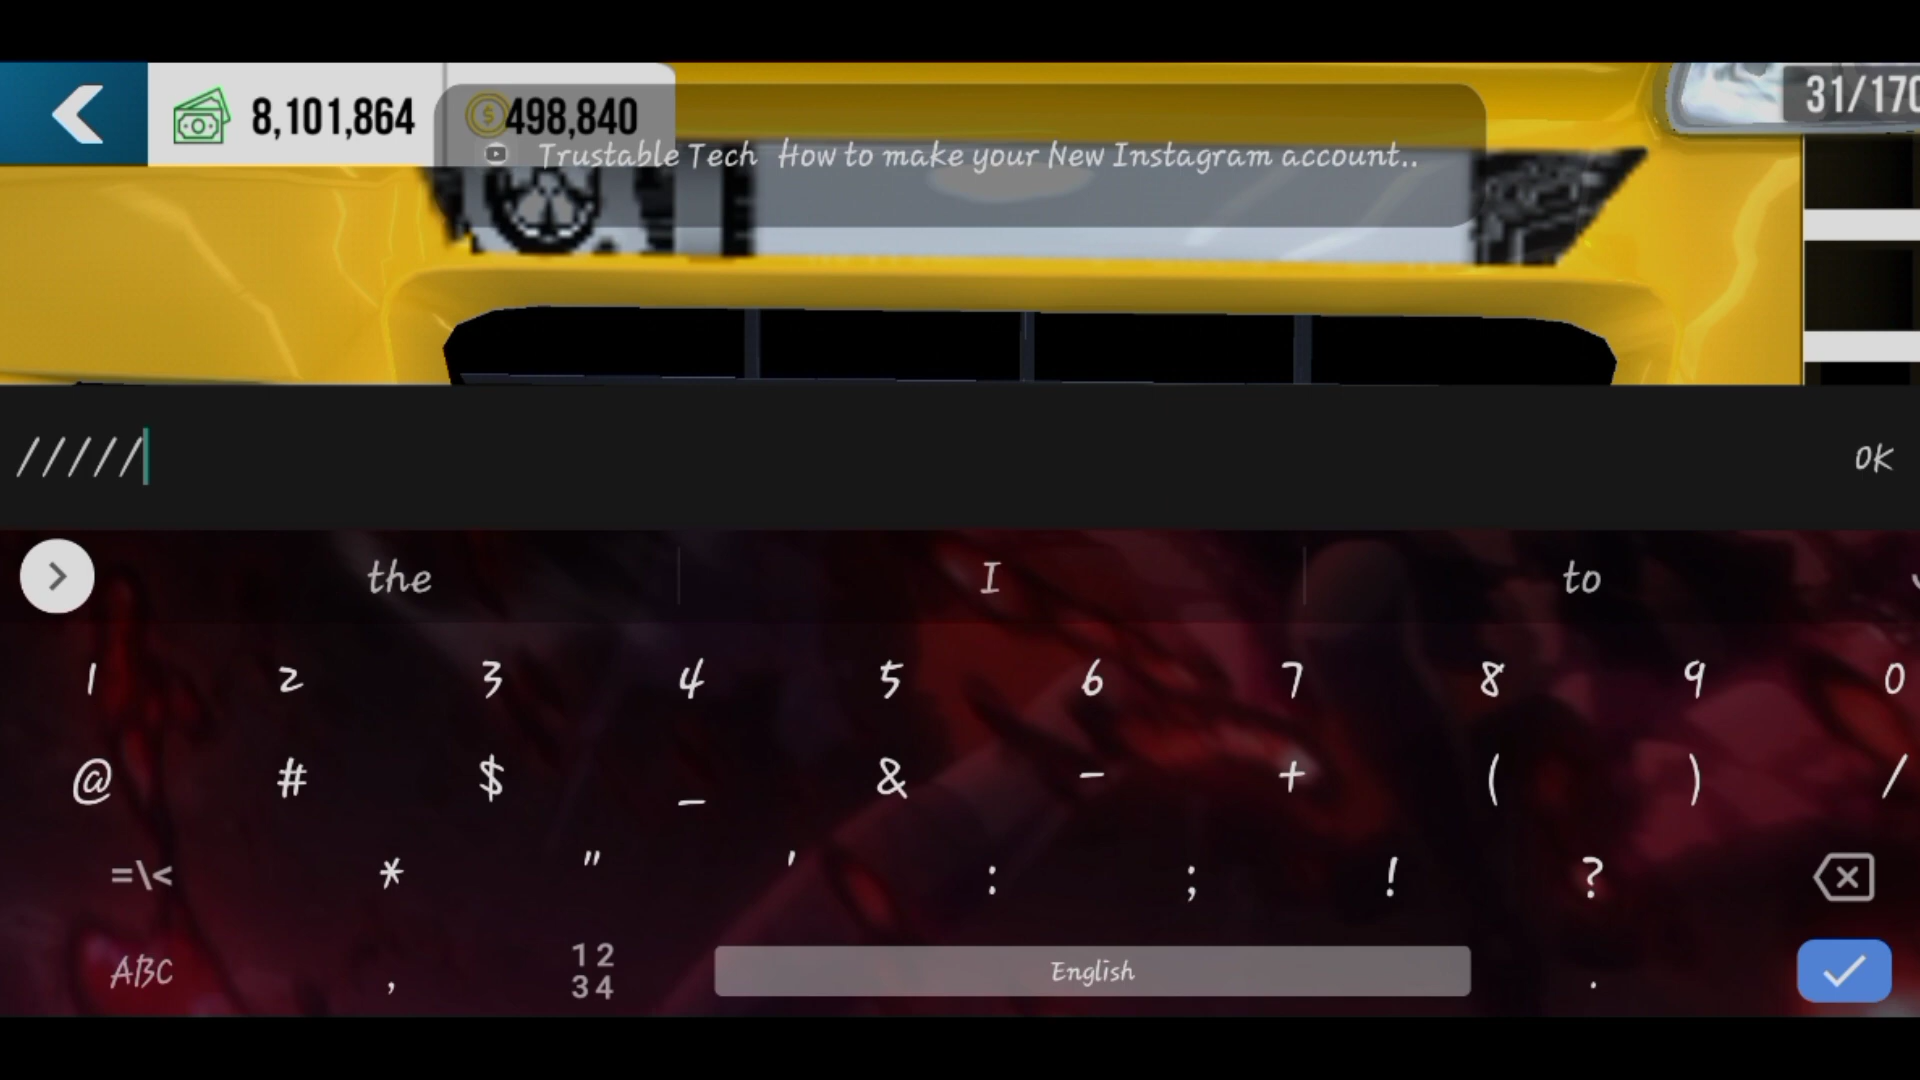 8,101,864 498,840 31/170
Trustable Tech How to make your New Instagram account..
/////
OK
the I to
1 2 3 4 5 6 7 8 9 0
@ # $ _ & - + ( ) /
=\< * " ' : ; ! ?
ABC , 12
34 English .